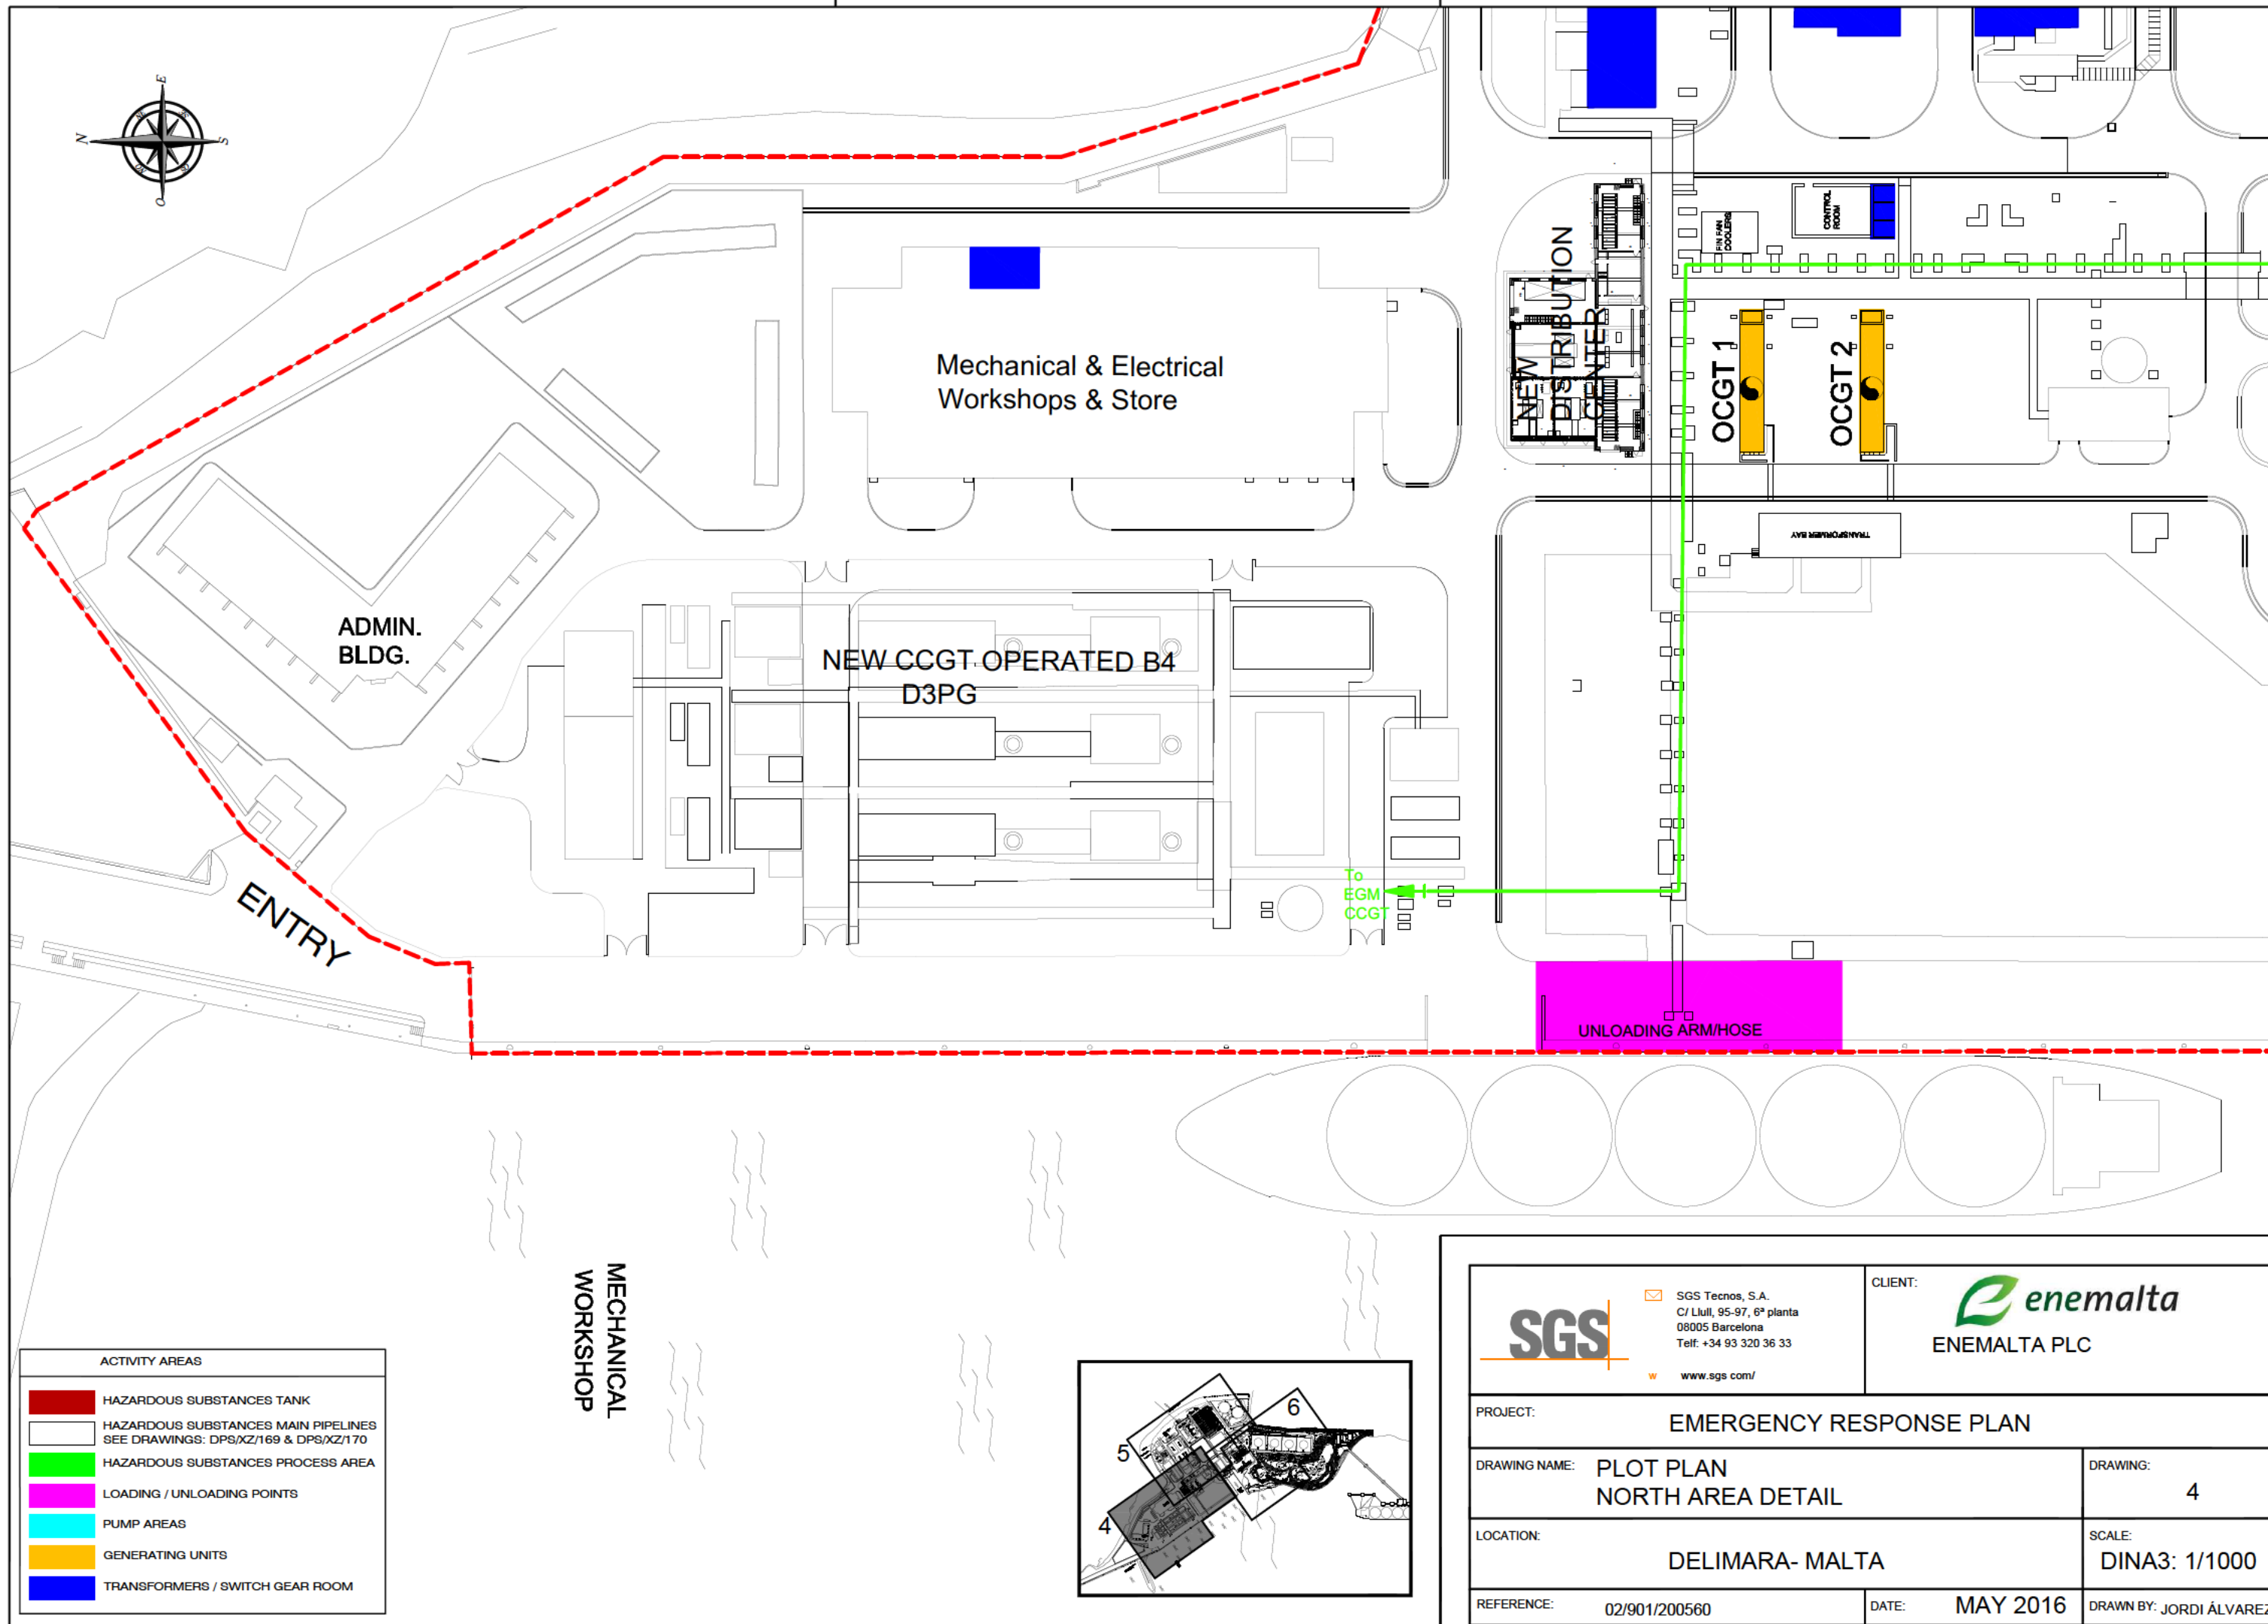 E
N
S
O
Mechanical & Electrical
Workshops & Store
NEW
DISTRIBUTION
CENTER
FIN FAN
COOLERS
CONTROL
ROOM
OCGT 1
OCGT 2
TRANSFORMER BAY
ADMIN.
BLDG.
NEW CCGT OPERATED B4
D3PG
To
EGM
CCGT
ENTRY
UNLOADING ARM/HOSE
MECHANICAL
WORKSHOP
ACTIVITY AREAS
HAZARDOUS SUBSTANCES TANK
HAZARDOUS SUBSTANCES MAIN PIPELINES
SEE DRAWINGS: DPS/XZ/169 & DPS/XZ/170
HAZARDOUS SUBSTANCES PROCESS AREA
LOADING / UNLOADING POINTS
PUMP AREAS
GENERATING UNITS
TRANSFORMERS / SWITCH GEAR ROOM
6
5
4
SGS
SGS Tecnos, S.A.
C/ Llull, 95-97, 6ª planta
08005 Barcelona
Telf: +34 93 320 36 33
w www.sgs com/
CLIENT:
enemalta
ENEMALTA PLC
PROJECT:
EMERGENCY RESPONSE PLAN
DRAWING NAME: PLOT PLAN
NORTH AREA DETAIL
DRAWING:
4
LOCATION:
DELIMARA- MALTA
SCALE:
DINA3: 1/1000
REFERENCE: 02/901/200560
DATE: MAY 2016
DRAWN BY: JORDI ÁLVAREZ